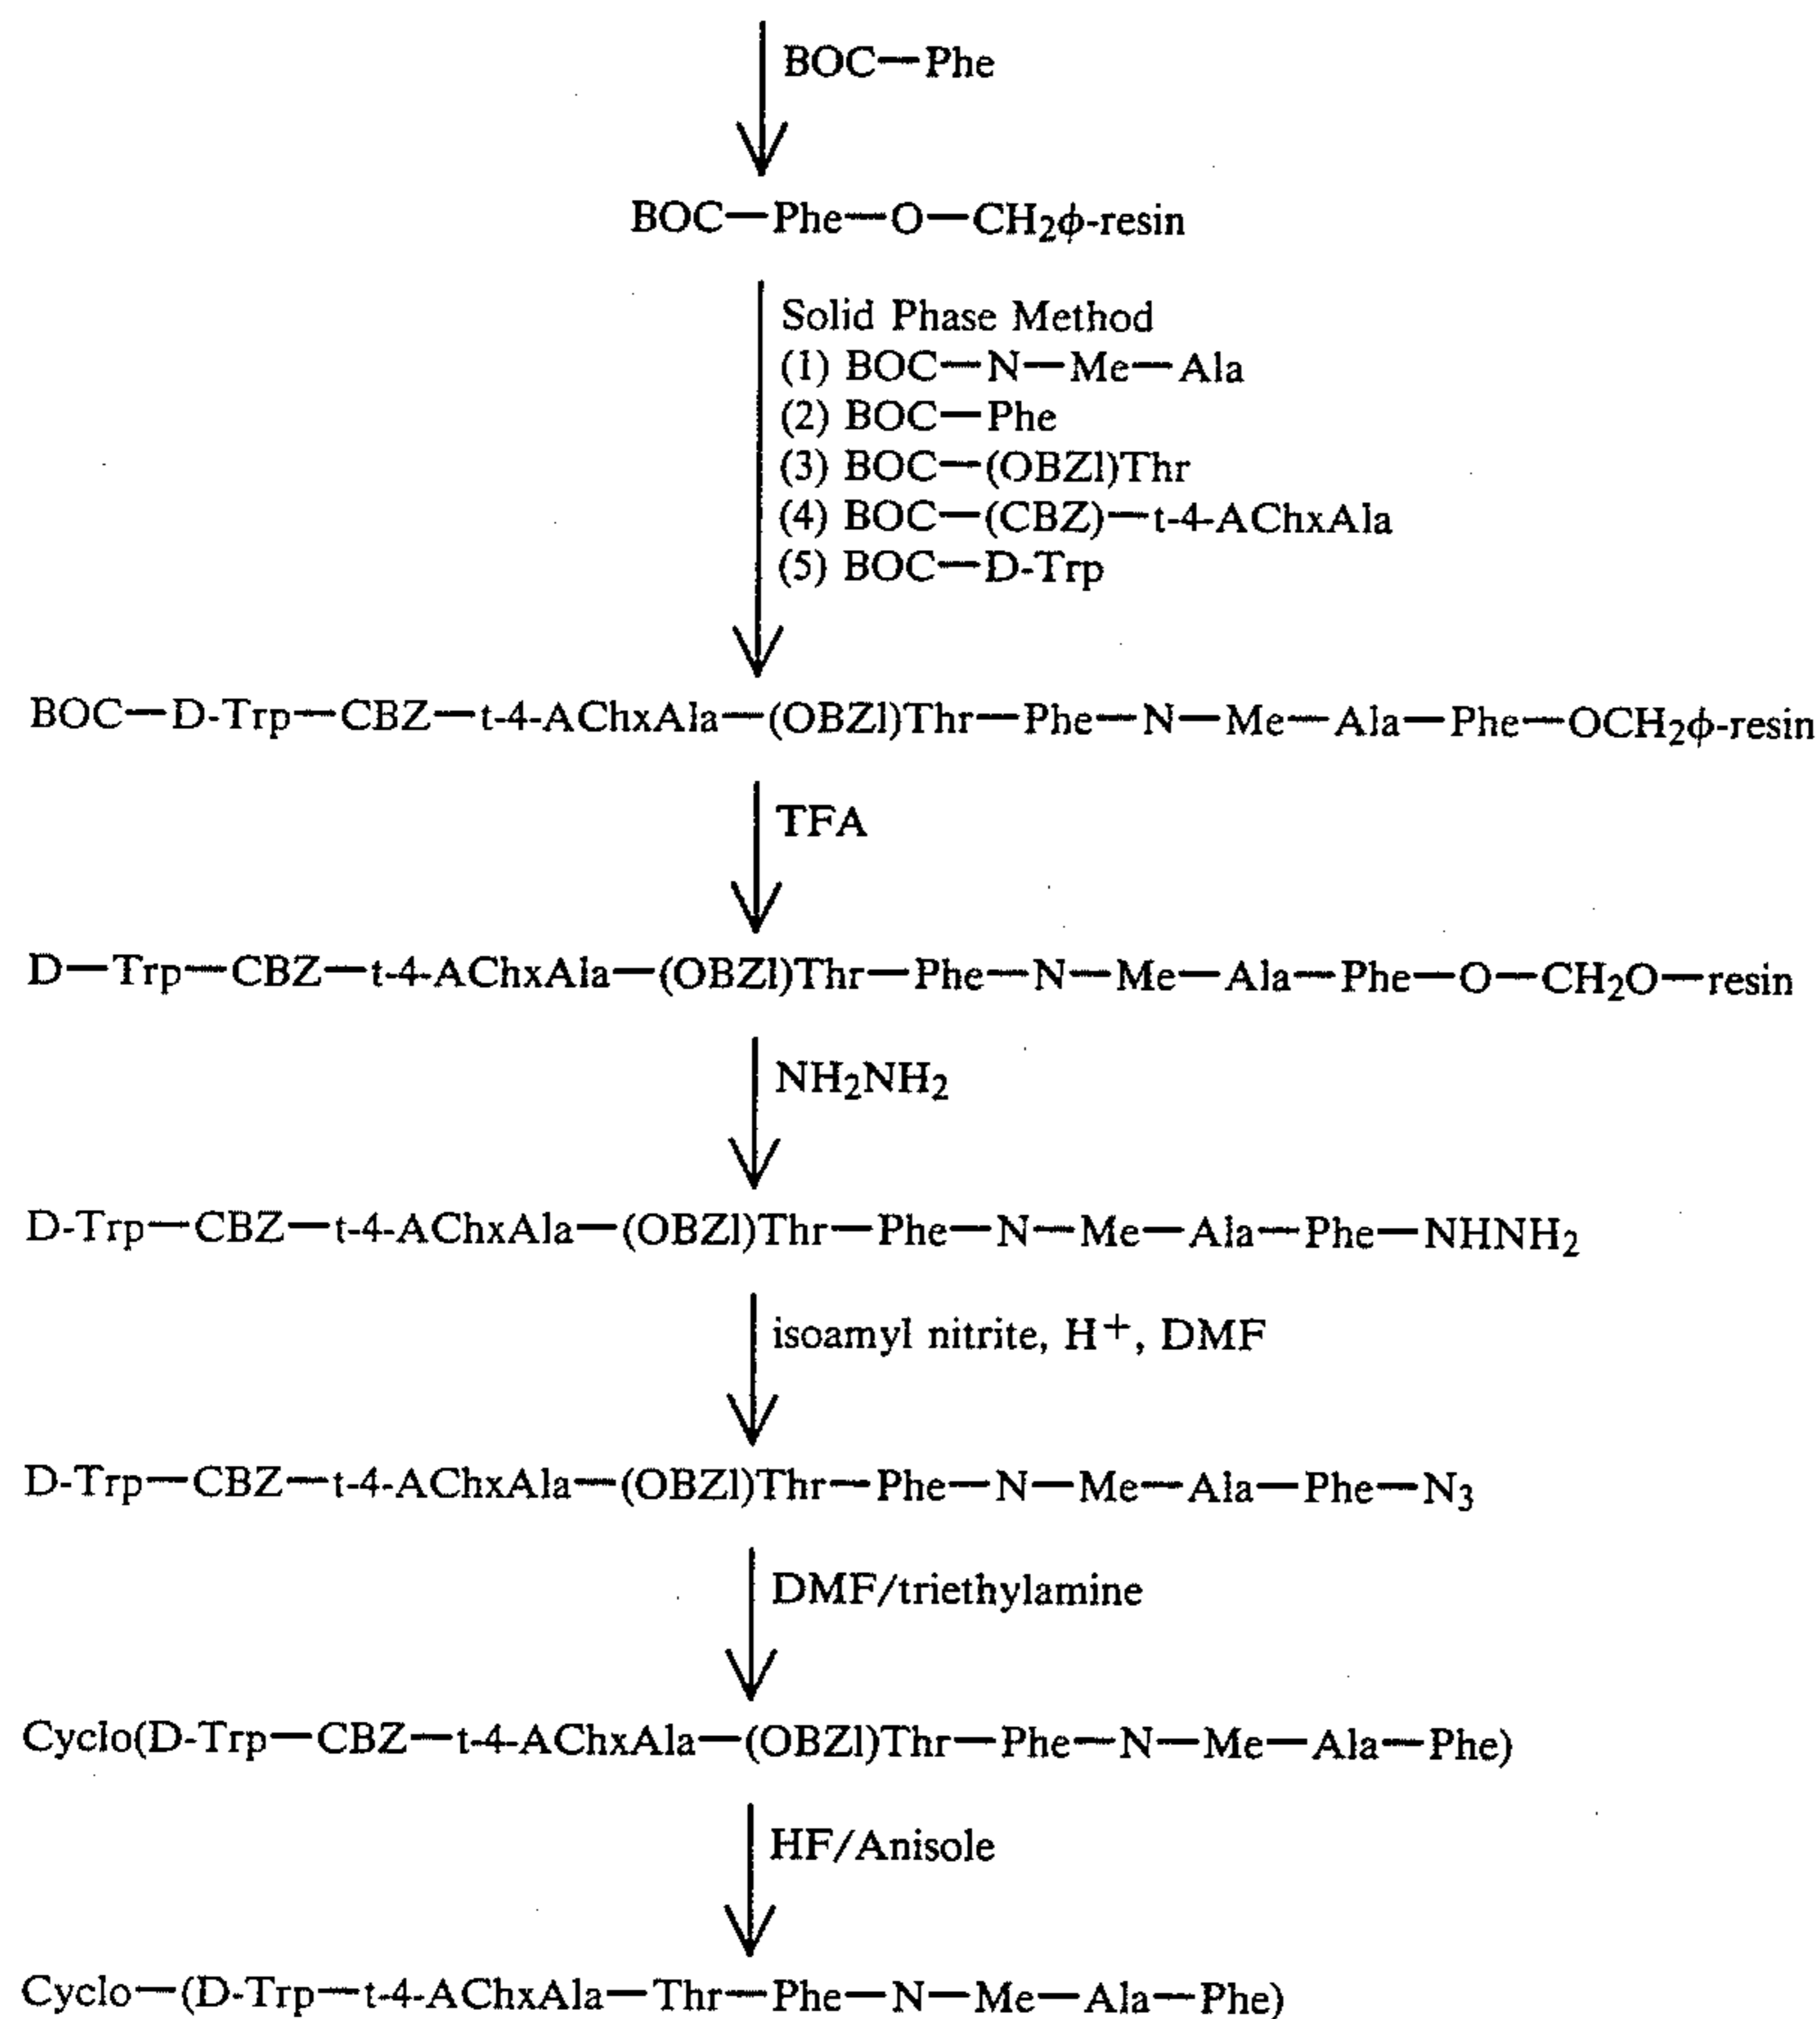 BOC—Phe
BOC—Phe—O—CH₂ϕ-resin
Solid Phase Method
(1) BOC—N—Me—Ala
(2) BOC—Phe
(3) BOC—(OBZl)Thr
(4) BOC—(CBZ)—t-4-AChxAla
(5) BOC—D-Trp
BOC—D-Trp—CBZ—t-4-AChxAla—(OBZl)Thr—Phe—N—Me—Ala—Phe—OCH₂ϕ-resin
TFA
D—Trp—CBZ—t-4-AChxAla—(OBZl)Thr—Phe—N—Me—Ala—Phe—O—CH₂O—resin
NH₂NH₂
D-Trp—CBZ—t-4-AChxAla—(OBZl)Thr—Phe—N—Me—Ala—Phe—NHNH₂
isoamyl nitrite, H⁺, DMF
D-Trp—CBZ—t-4-AChxAla—(OBZl)Thr—Phe—N—Me—Ala—Phe—N₃
DMF/triethylamine
Cyclo(D-Trp—CBZ—t-4-AChxAla—(OBZl)Thr—Phe—N—Me—Ala—Phe)
HF/Anisole
Cyclo—(D-Trp—t-4-AChxAla—Thr—Phe—N—Me—Ala—Phe)